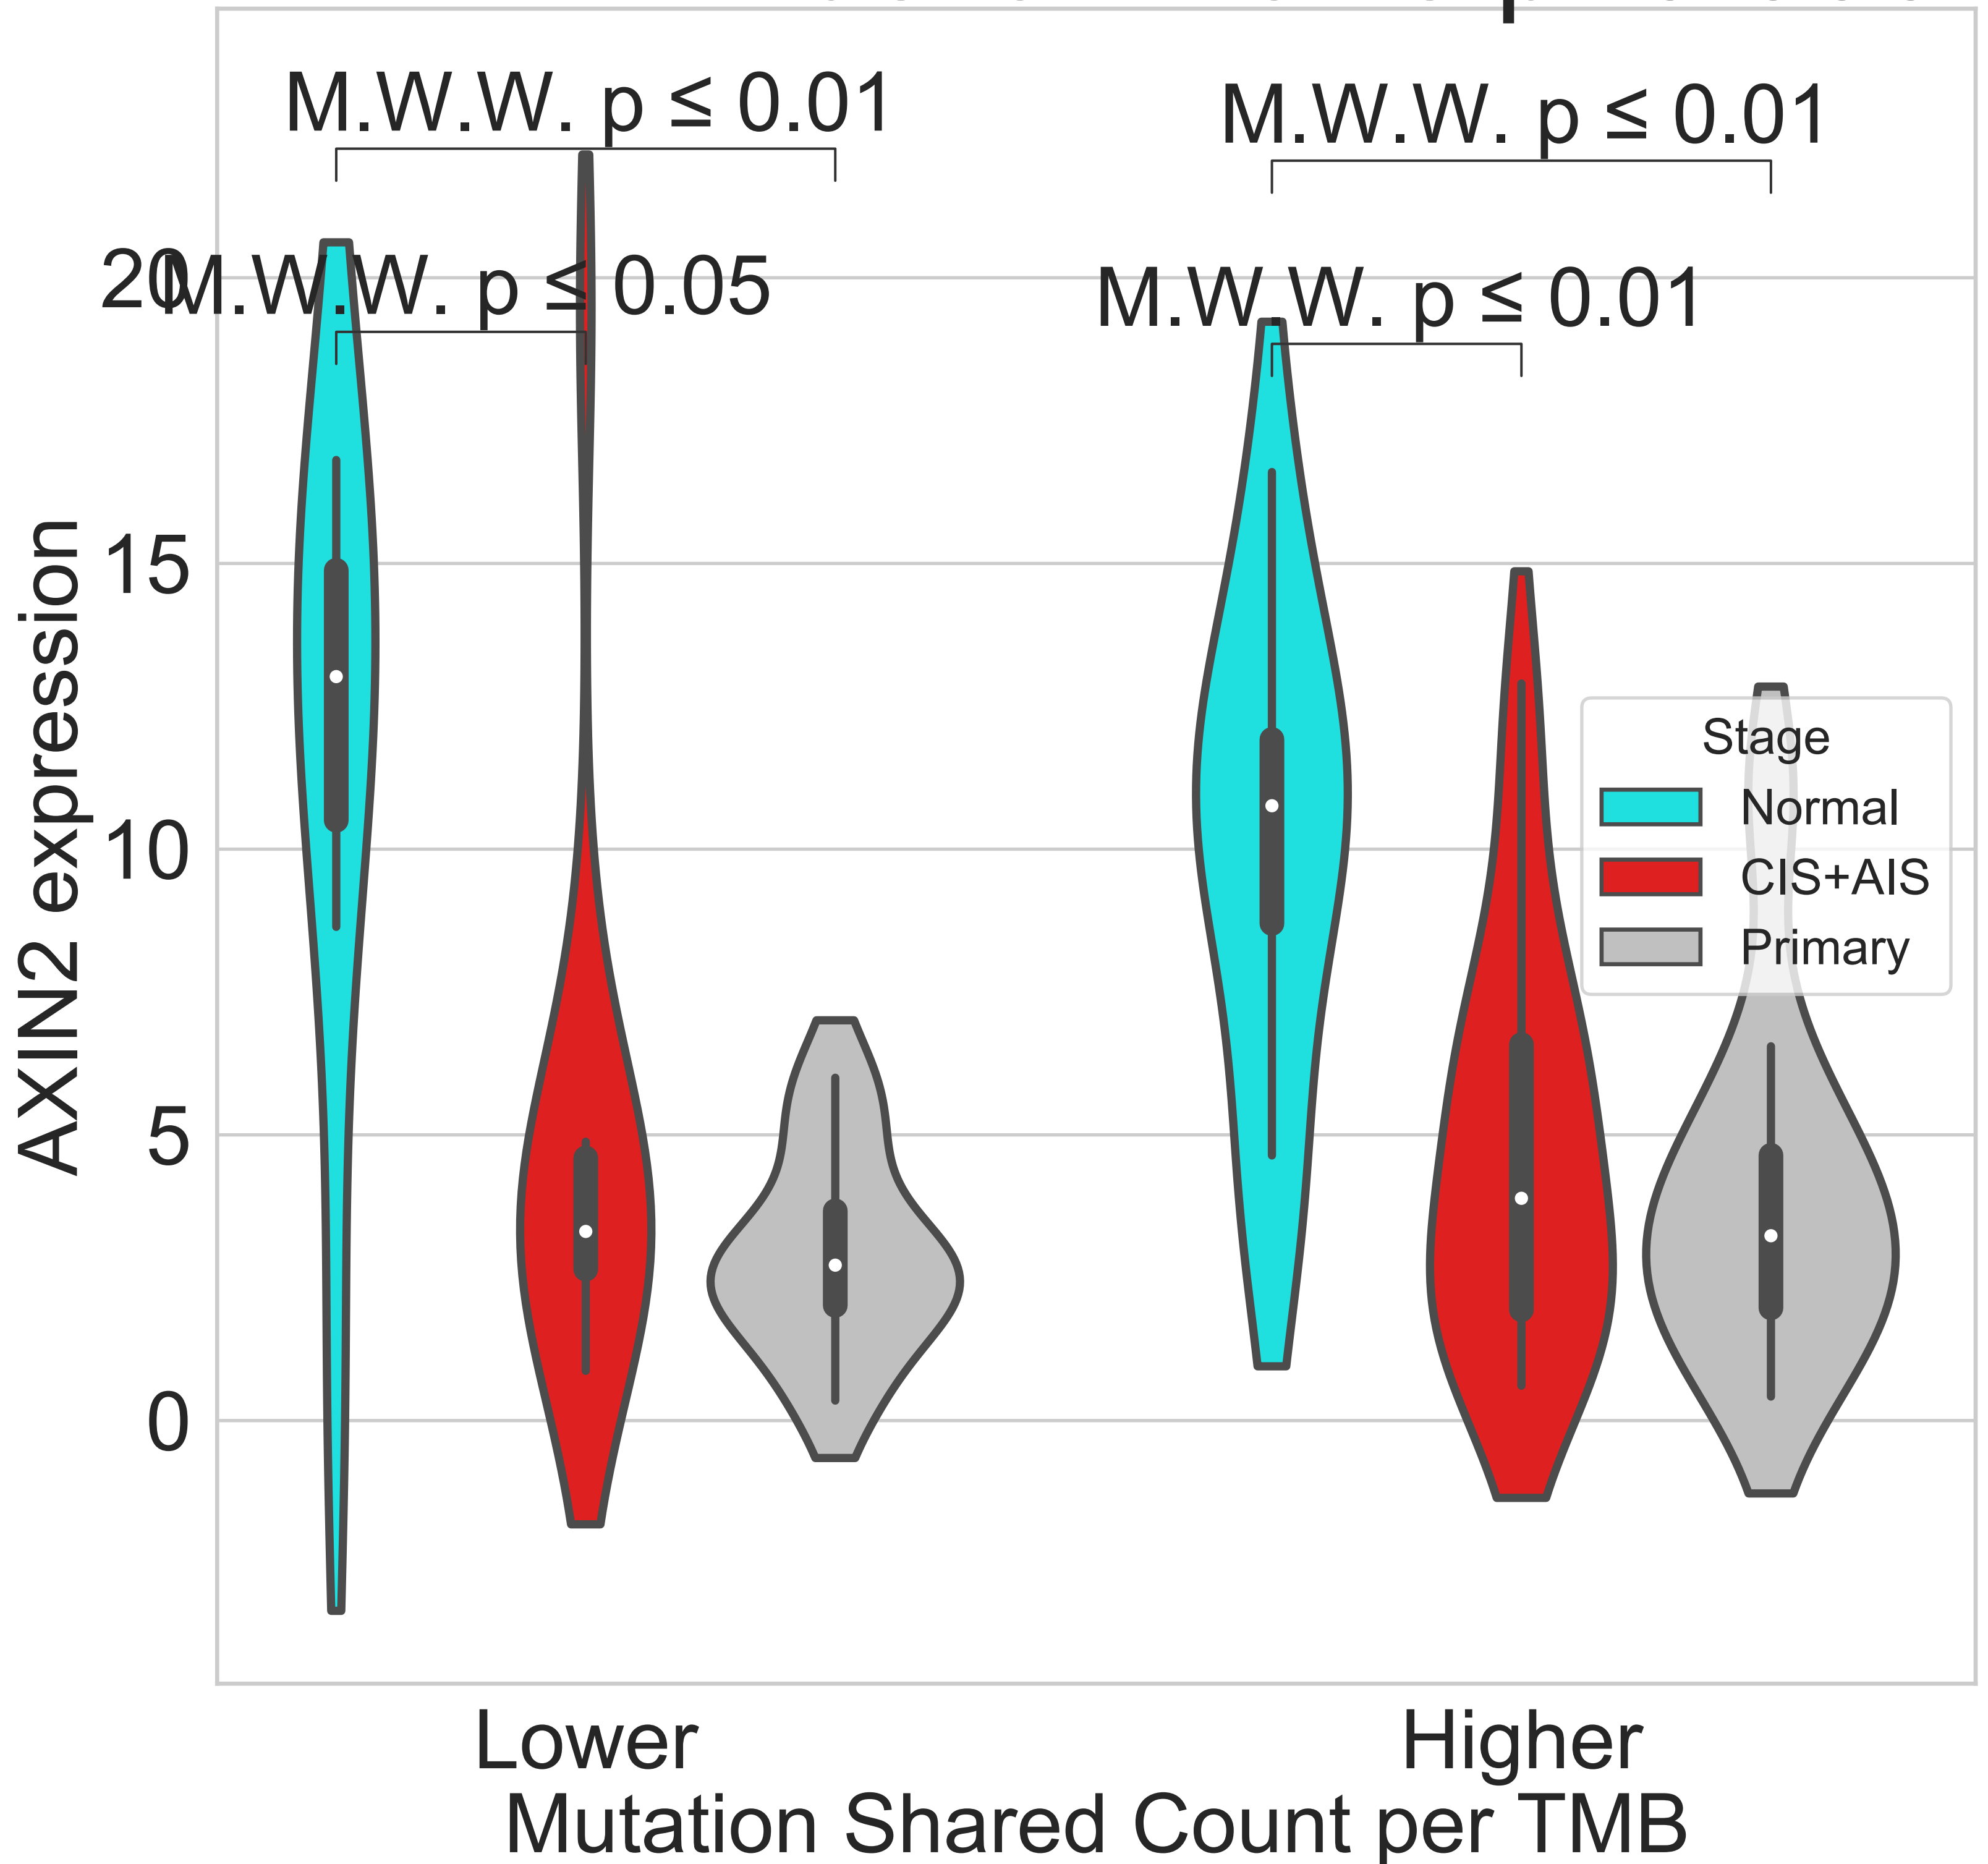 M.W.W. p ≤ 0.01
M.W.W. p ≤ 0.01
20
M.W.W. p ≤ 0.05
M.W.W. p ≤ 0.01
15
10
5
0
AXIN2 expression
Stage
Normal
CIS+AIS
Primary
Lower
Higher
Mutation Shared Count per TMB